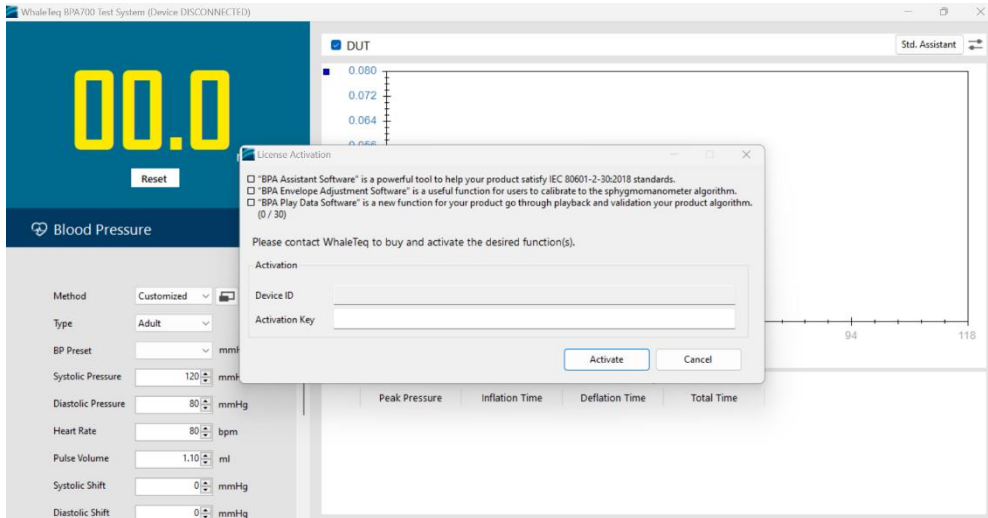 WhaleTeq BPA700 Test System (Device DISCONNECTED)
00.0
Reset
Blood Pressure
Method Customized
Type Adult
BP Preset
Systolic Pressure 120
Diastolic Pressure 80 mmHg
Heart Rate 80 bpm
Pulse Volume 1.10 ml
Systolic Shift 0 mmHg
Diastolic Shift 0 mmHg
DUT
Std. Assistant
0.080
0.072
0.064
0.056
94 118
Peak Pressure Inflation Time Deflation Time Total Time
License Activation
"BPA Assistant Software" is a powerful tool to help your product satisfy IEC 80601-2-30:2018 standards.
"BPA Envelope Adjustment Software" is a useful function for users to calibrate to the sphygmomanometer algorithm.
"BPA Play Data Software" is a new function for your product go through playback and validation your product algorithm.
(0 / 30)
Please contact WhaleTeq to buy and activate the desired function(s).
Activation
Device ID
Activation Key
Activate Cancel